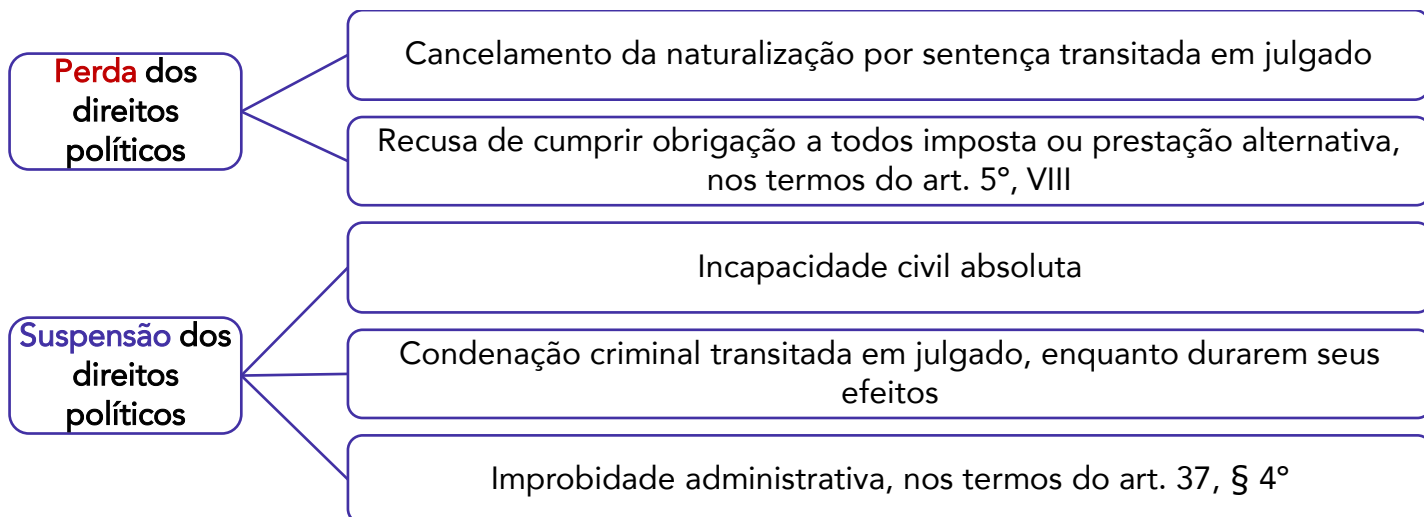 Perda dos
direitos
políticos
Cancelamento da naturalização por sentença transitada em julgado
Recusa de cumprir obrigação a todos imposta ou prestação alternativa,
nos termos do art. 5º, VIII
Suspensão dos
direitos
políticos
Incapacidade civil absoluta
Condenação criminal transitada em julgado, enquanto durarem seus
efeitos
Improbidade administrativa, nos termos do art. 37, § 4º